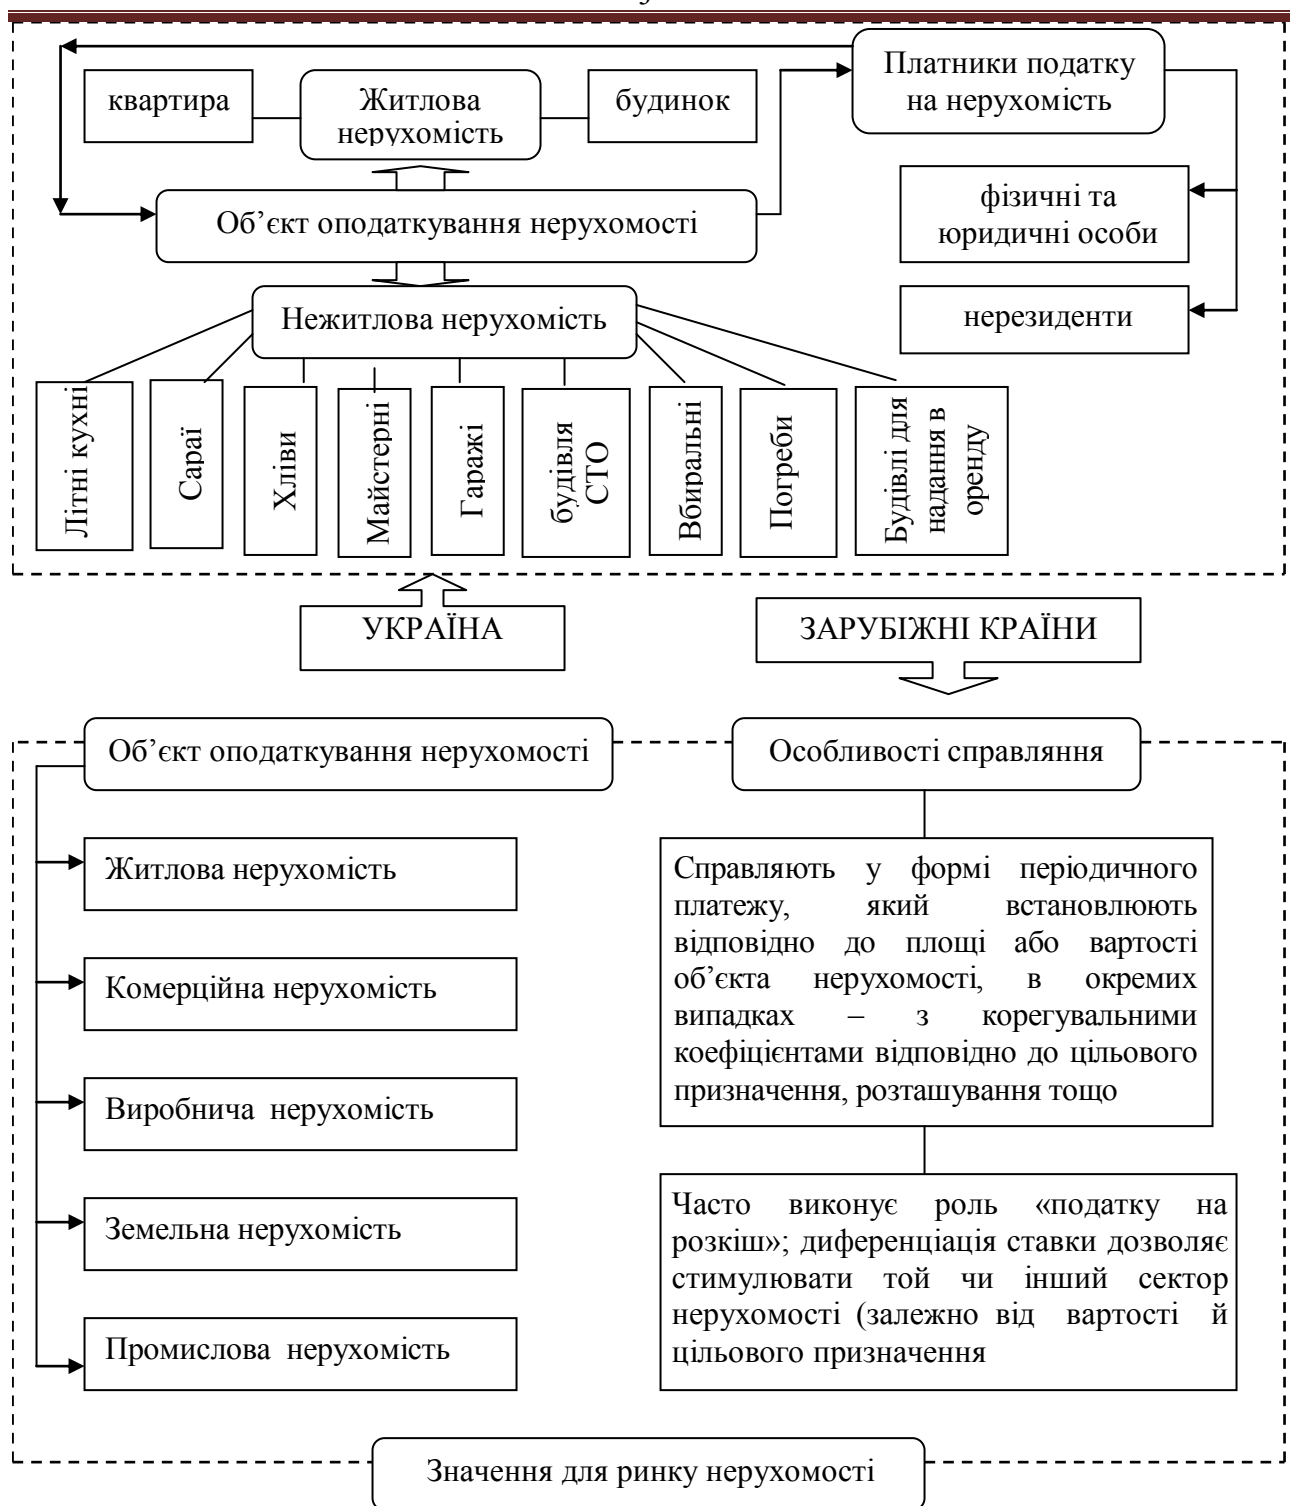 Платники податку
на нерухомість
квартира
Житлова
нерухомість
будинок
фізичні та
юридичні особи
Об’єкт оподаткування нерухомості
Нежитлова нерухомість
нерезиденти
Літні кухні
Сараї
Хліви
Майстерні
Гаражі
будівля
СТО
Вбиральні
Погреби
Будівлі для
надання в
оренду
УКРАЇНА
ЗАРУБІЖНІ КРАЇНИ
Об’єкт оподаткування нерухомості
Житлова нерухомість
Комерційна нерухомість
Виробнича нерухомість
Земельна нерухомість
Промислова нерухомість
Особливості справляння
Справляють у формі періодичного
платежу, який встановлюють
відповідно до площі або вартості
об’єкта нерухомості, в окремих
випадках – з корегувальними
коефіцієнтами відповідно до цільового
призначення, розташування тощо
Часто виконує роль «податку на
розкіш»; диференціація ставки дозволяє
стимулювати той чи інший сектор
нерухомості (залежно від вартості й
цільового призначення
Значення для ринку нерухомості